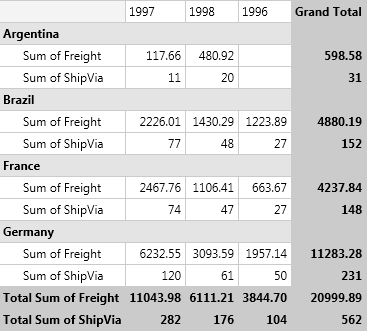 1997 1998 1996 Grand Total
Argentina
Sum of Freight 117.66 480.92 598.58
Sum of ShipVia 11 20 31
Brazil
Sum of Freight 2226.01 1430.29 1223.89 4880.19
Sum of ShipVia 77 48 27 152
France
Sum of Freight 2467.76 1106.41 663.67 4237.84
Sum of ShipVia 74 47 27 148
Germany
Sum of Freight 6232.55 3093.59 1957.14 11283.28
Sum of ShipVia 120 61 50 231
Total Sum of Freight 11043.98 6111.21 3844.70 20999.89
Total Sum of ShipVia 282 176 104 562